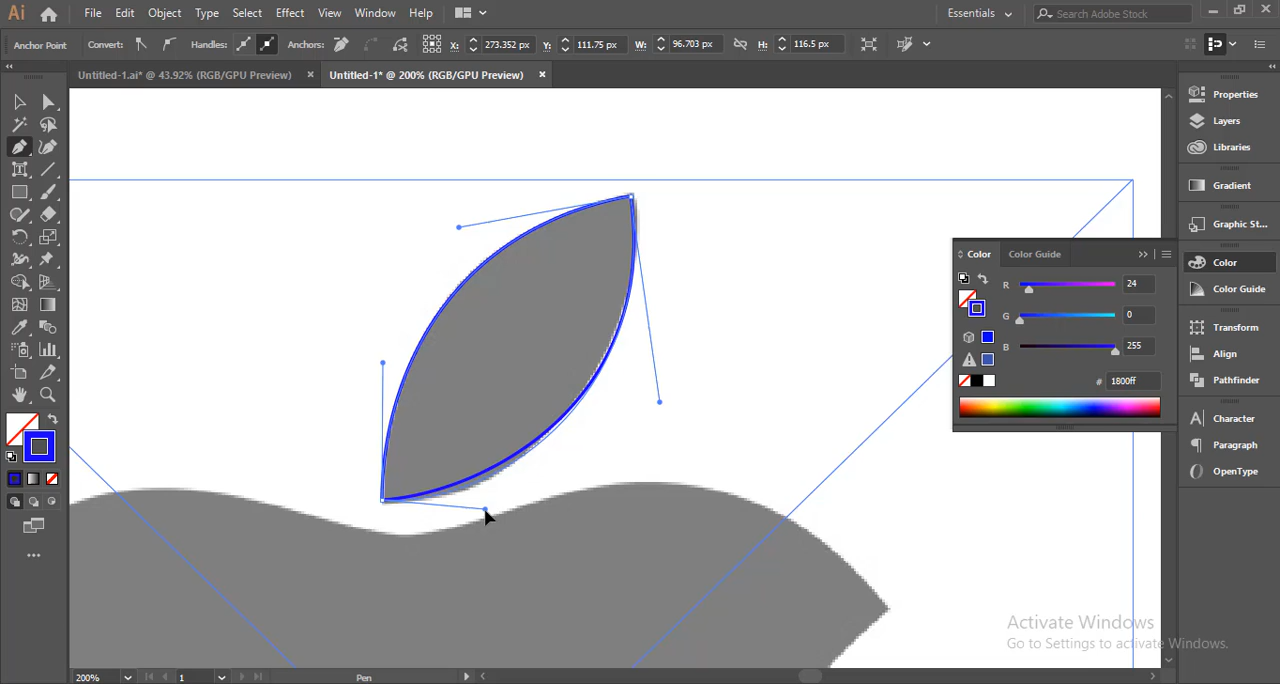 Ai File Edit Object Type Select Effect View Window Help Essentials Search Adobe Stock
Anchor Point Convert: Handles: Anchors: X: 273.352 px Y: 111.75 px W: 96.703 px H: 116.5 px
Untitled-1.ai* @ 43.92% (RGB/GPU Preview) × Untitled-1* @ 200% (RGB/GPU Preview) ×
Properties
Layers
Libraries
Gradient
Graphic St...
Color
Color Guide
Transform
Align
Pathfinder
Character
Paragraph
OpenType
Color Color Guide
R 24
G 0
B 255
# 1800ff
Activate Windows
Go to Settings to activate Windows.
200% 1 Pen